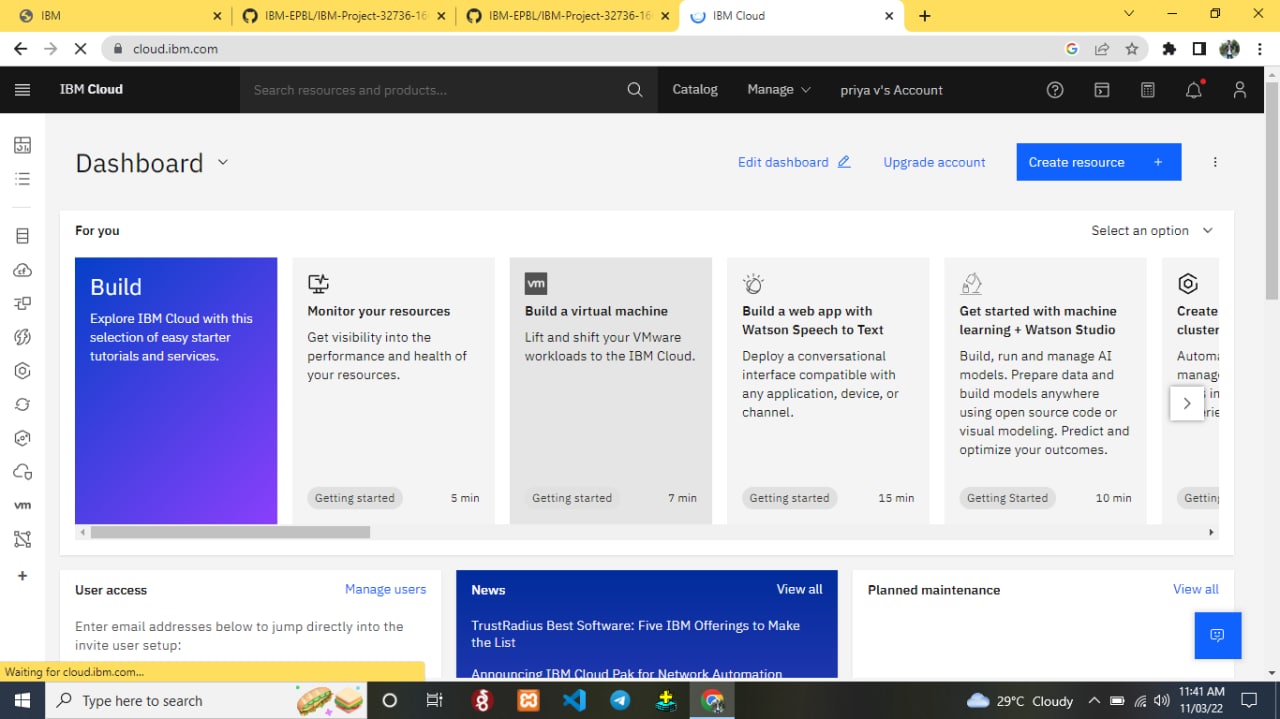 IBM
IBM-EPBL/IBM-Project-32736-16
IBM-EPBL/IBM-Project-32736-16
IBM Cloud
cloud.ibm.com
IBM Cloud
Search resources and products...
Catalog
Manage
priya v's Account
Dashboard
Edit dashboard
Upgrade account
Create resource +
For you
Select an option
Build
Explore IBM Cloud with this
selection of easy starter
tutorials and services.
Monitor your resources
Get visibility into the
performance and health of
your resources.
Getting started
5 min
vm
Build a virtual machine
Lift and shift your VMware
workloads to the IBM Cloud.
Getting started
7 min
Build a web app with
Watson Speech to Text
Deploy a conversational
interface compatible with
any application, device, or
channel.
Getting started
15 min
Get started with machine
learning + Watson Studio
Build, run and manage AI
models. Prepare data and
build models anywhere
using open source code or
visual modeling. Predict and
optimize your outcomes.
Getting Started
10 min
Create
cluster
vm
User access
Manage users
Enter email addresses below to jump directly into the
invite user setup:
News
View all
TrustRadius Best Software: Five IBM Offerings to Make
the List
Announcing IBM Cloud Pak for Network Automation
Planned maintenance
View all
Waiting for cloud.ibm.com...
Type here to search
29°C Cloudy
11:41 AM
11/03/22